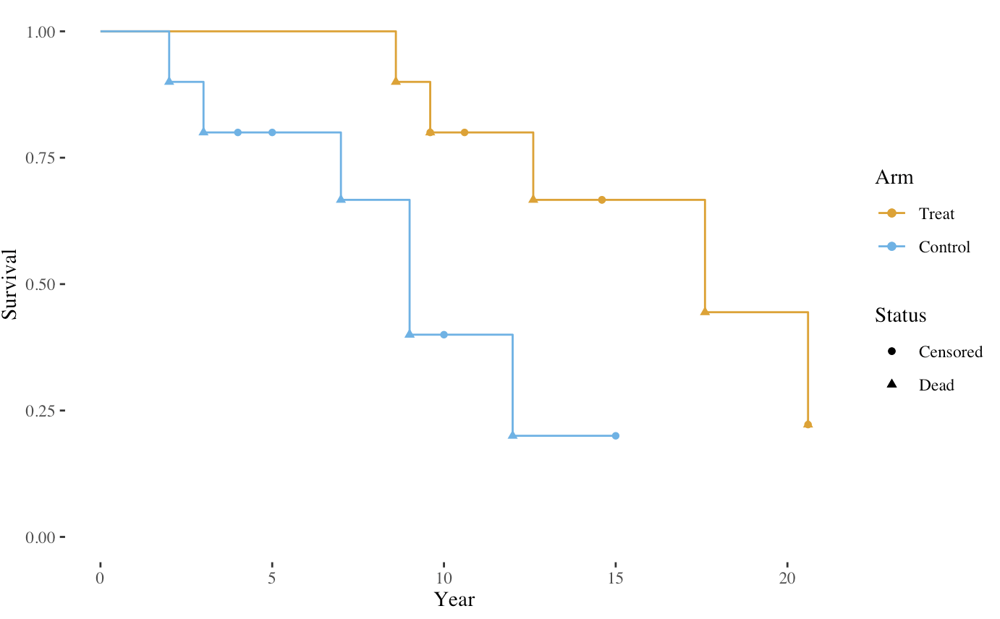 1.00
0.75
0.50
0.25
0.00
Survival
0 5 10 15 20
Year
Arm
Treat
Control
Status
Censored
Dead